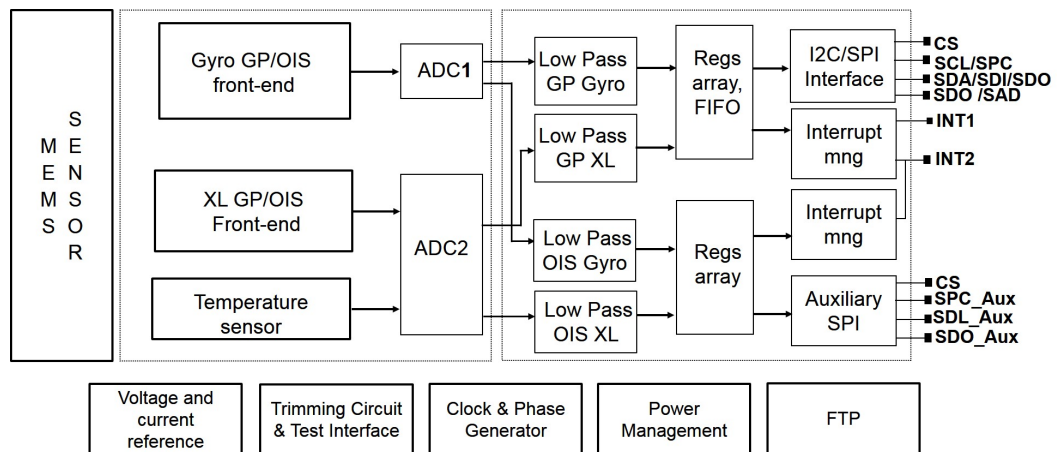 MEMS
SENSOR
Gyro GP/OIS
front-end
XL GP/OIS
Front-end
Temperature
sensor
ADC1
ADC2
Low Pass
GP Gyro
Low Pass
GP XL
Low Pass
OIS Gyro
Low Pass
OIS XL
Regs
array,
FIFO
Regs
array
I2C/SPI
Interface
Interrupt
mng
Interrupt
mng
Auxiliary
SPI
CS
SCL/SPC
SDA/SDI/SDO
SDO /SAD
INT1
INT2
CS
SPC_Aux
SDL_Aux
SDO_Aux
Voltage and
current
reference
Trimming Circuit
& Test Interface
Clock & Phase
Generator
Power
Management
FTP